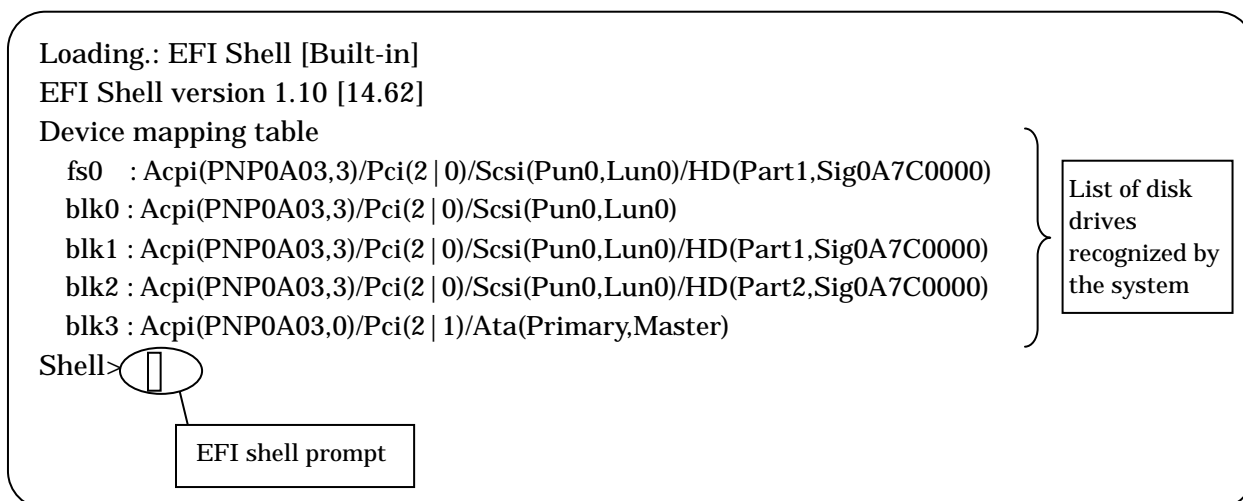 Loading.: EFI Shell [Built-in]
EFI Shell version 1.10 [14.62]
Device mapping table
fs0 : Acpi(PNP0A03,3)/Pci(2|0)/Scsi(Pun0,Lun0)/HD(Part1,Sig0A7C0000)
blk0 : Acpi(PNP0A03,3)/Pci(2|0)/Scsi(Pun0,Lun0)
blk1 : Acpi(PNP0A03,3)/Pci(2|0)/Scsi(Pun0,Lun0)/HD(Part1,Sig0A7C0000)
blk2 : Acpi(PNP0A03,3)/Pci(2|0)/Scsi(Pun0,Lun0)/HD(Part2,Sig0A7C0000)
blk3 : Acpi(PNP0A03,0)/Pci(2|1)/Ata(Primary,Master)
Shell>
List of disk
drives
recognized by
the system
EFI shell prompt